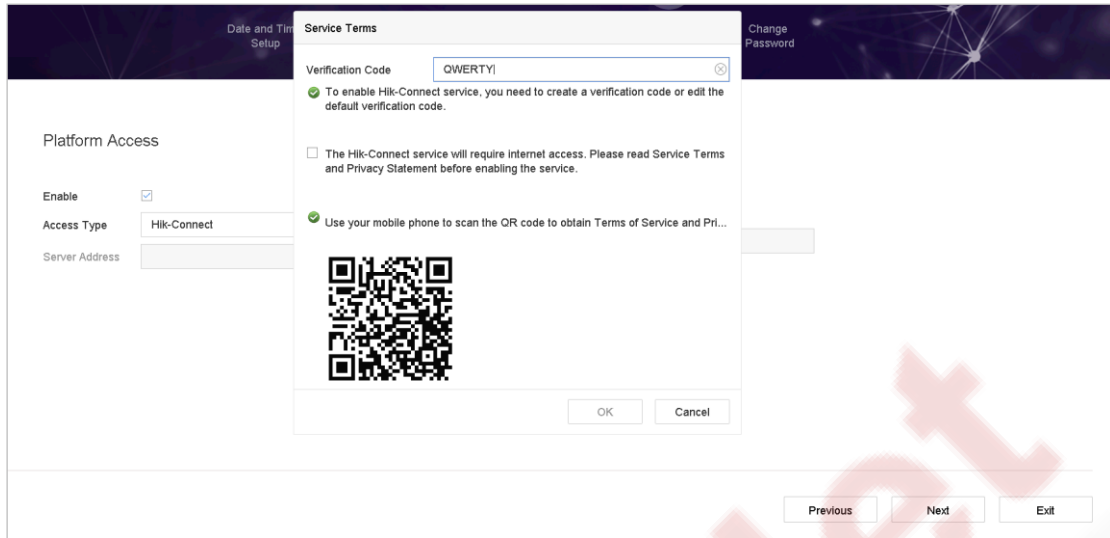 Date and Tim
Setup
Service Terms
Change
Password
Verification Code
QWERTY
To enable Hik-Connect service, you need to create a verification code or edit the
default verification code.
Platform Access
The Hik-Connect service will require internet access. Please read Service Terms
and Privacy Statement before enabling the service.
Enable
Access Type
Hik-Connect
Use your mobile phone to scan the QR code to obtain Terms of Service and Pri...
Server Address
OK
Cancel
Previous
Next
Exit